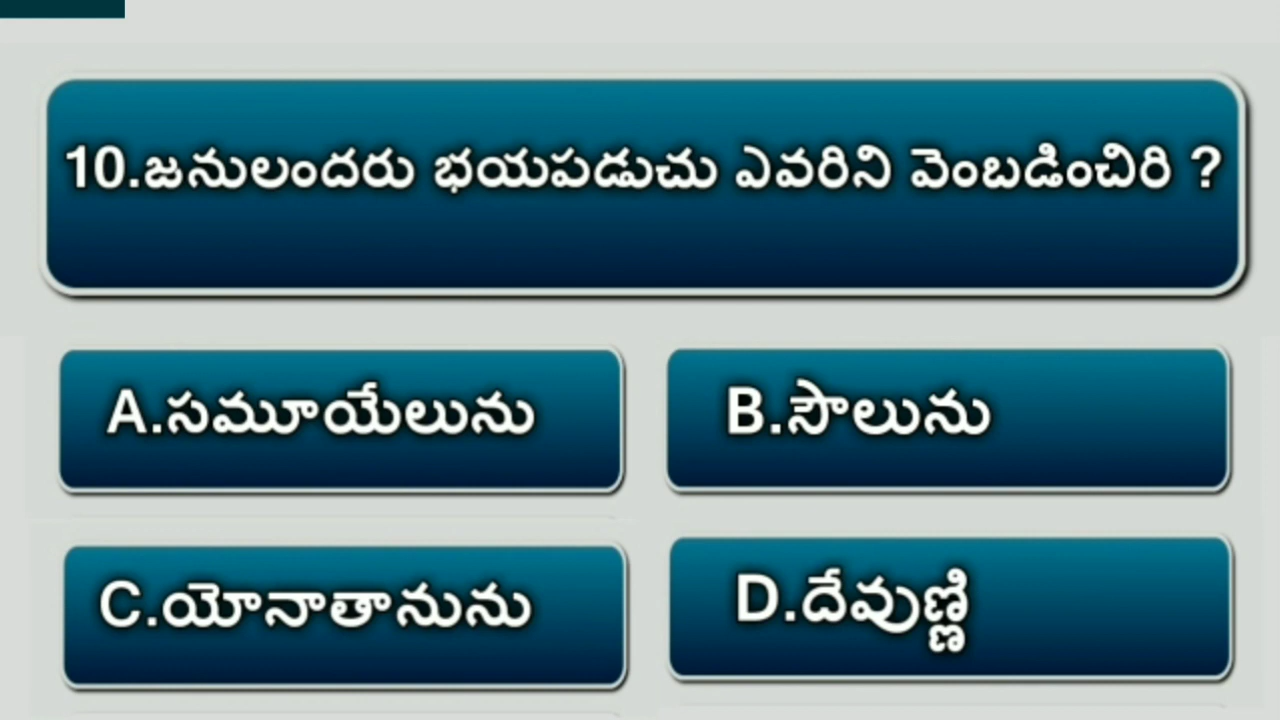 10.జనులందరు భయపడుచు ఎవరిని వెంబడించిరి ?
A.సమూయేలును
B.సౌలును
C.యోనాతానును
D.దేవుణ్ణి